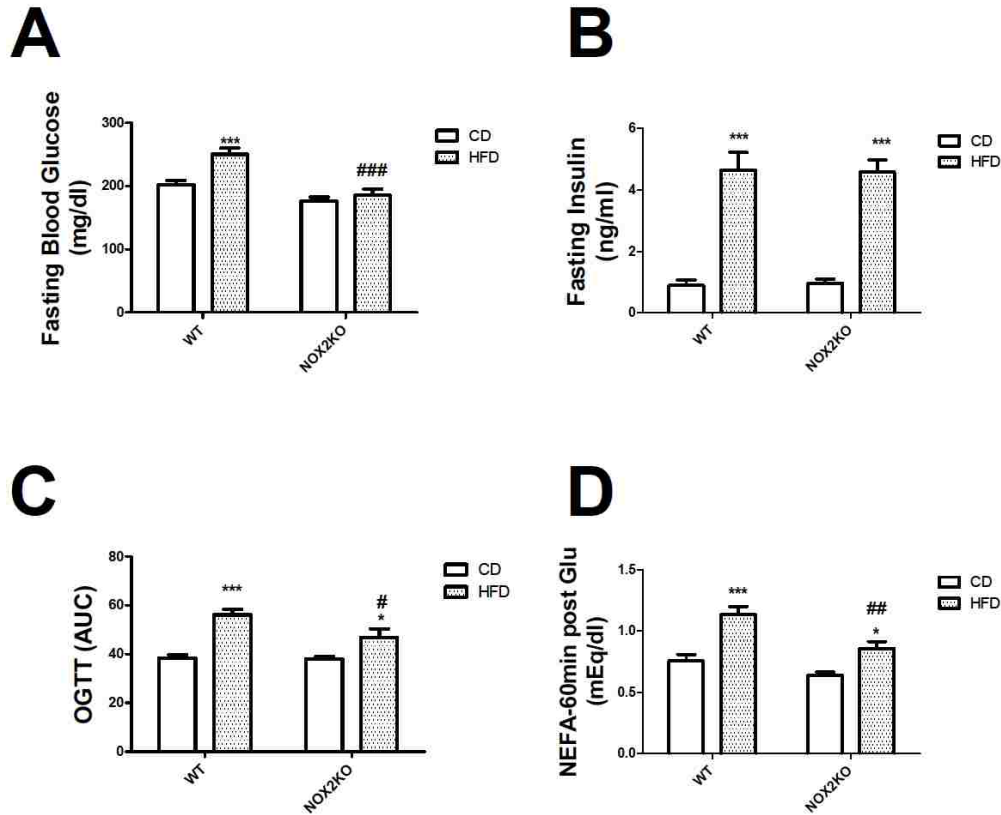 A
Fasting Blood Glucose
(mg/dl)
300
200
100
0
***
###
WT
NOX2KO
CD
HFD
B
Fasting Insulin
(ng/ml)
6
4
2
0
***
***
WT
NOX2KO
CD
HFD
C
OGTT (AUC)
80
60
40
20
0
***
#
*
WT
NOX2KO
CD
HFD
D
NEFA-60min post Glu
(mEq/dl)
1.5
1.0
0.5
0.0
***
##
*
WT
NOX2KO
CD
HFD